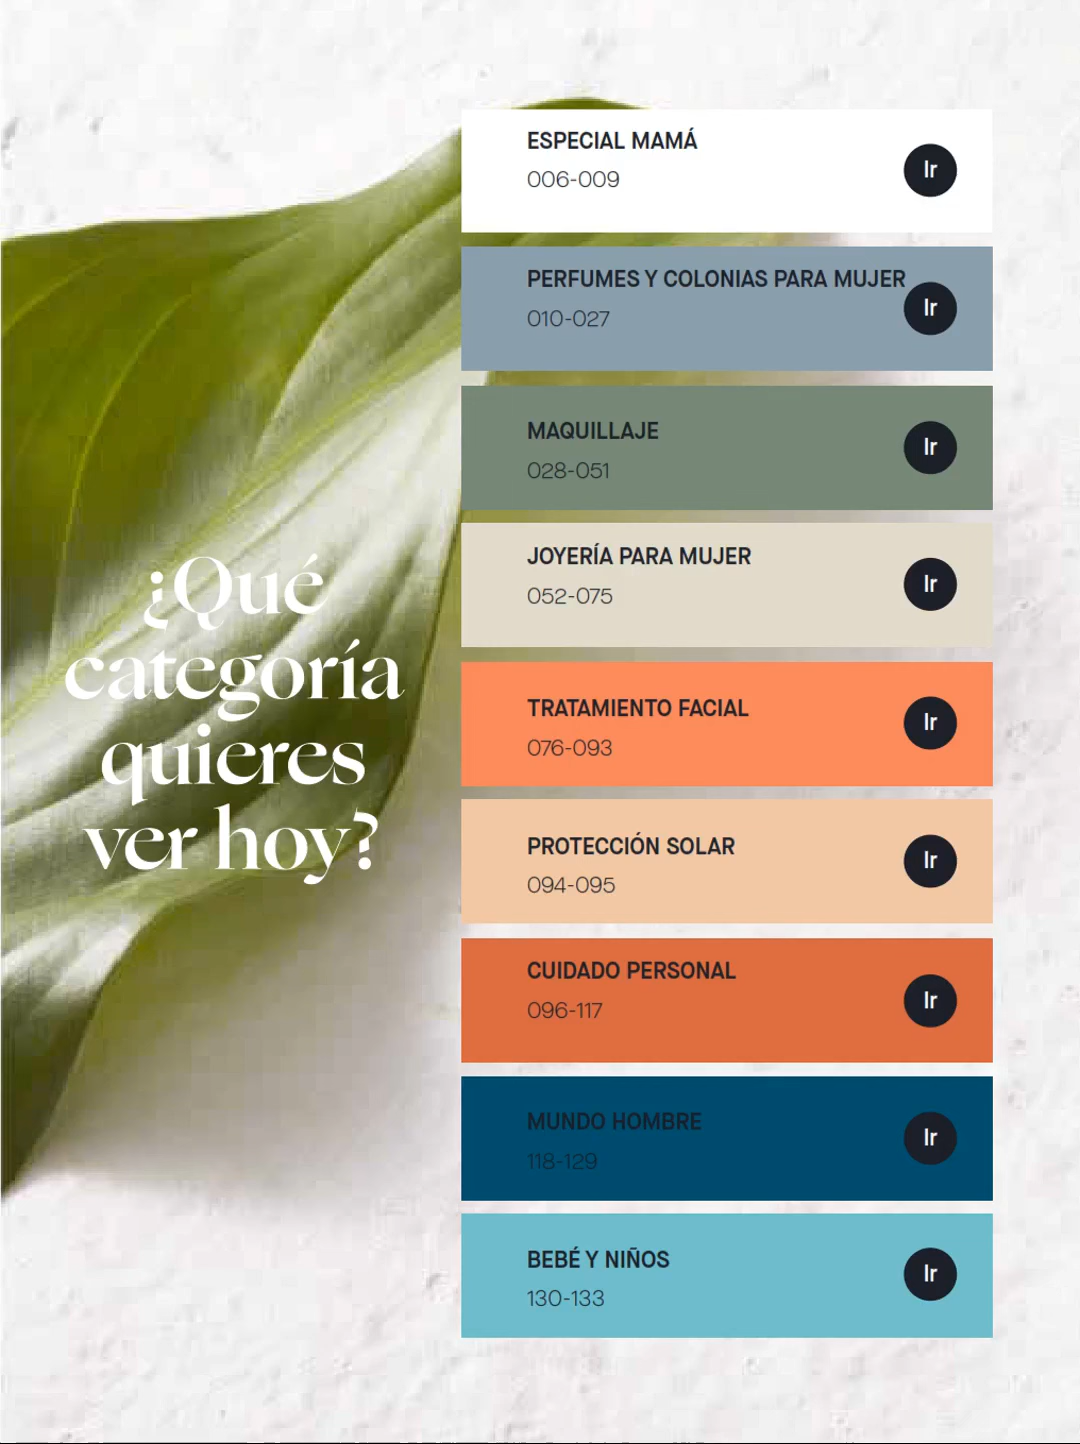 ¿Qué
categoría
quieres
ver hoy?
ESPECIAL MAMÁ
006-009
Ir
PERFUMES Y COLONIAS PARA MUJER
010-027
Ir
MAQUILLAJE
028-051
Ir
JOYERÍA PARA MUJER
052-075
Ir
TRATAMIENTO FACIAL
076-093
Ir
PROTECCIÓN SOLAR
094-095
Ir
CUIDADO PERSONAL
096-117
Ir
MUNDO HOMBRE
118-129
Ir
BEBÉ Y NIÑOS
130-133
Ir